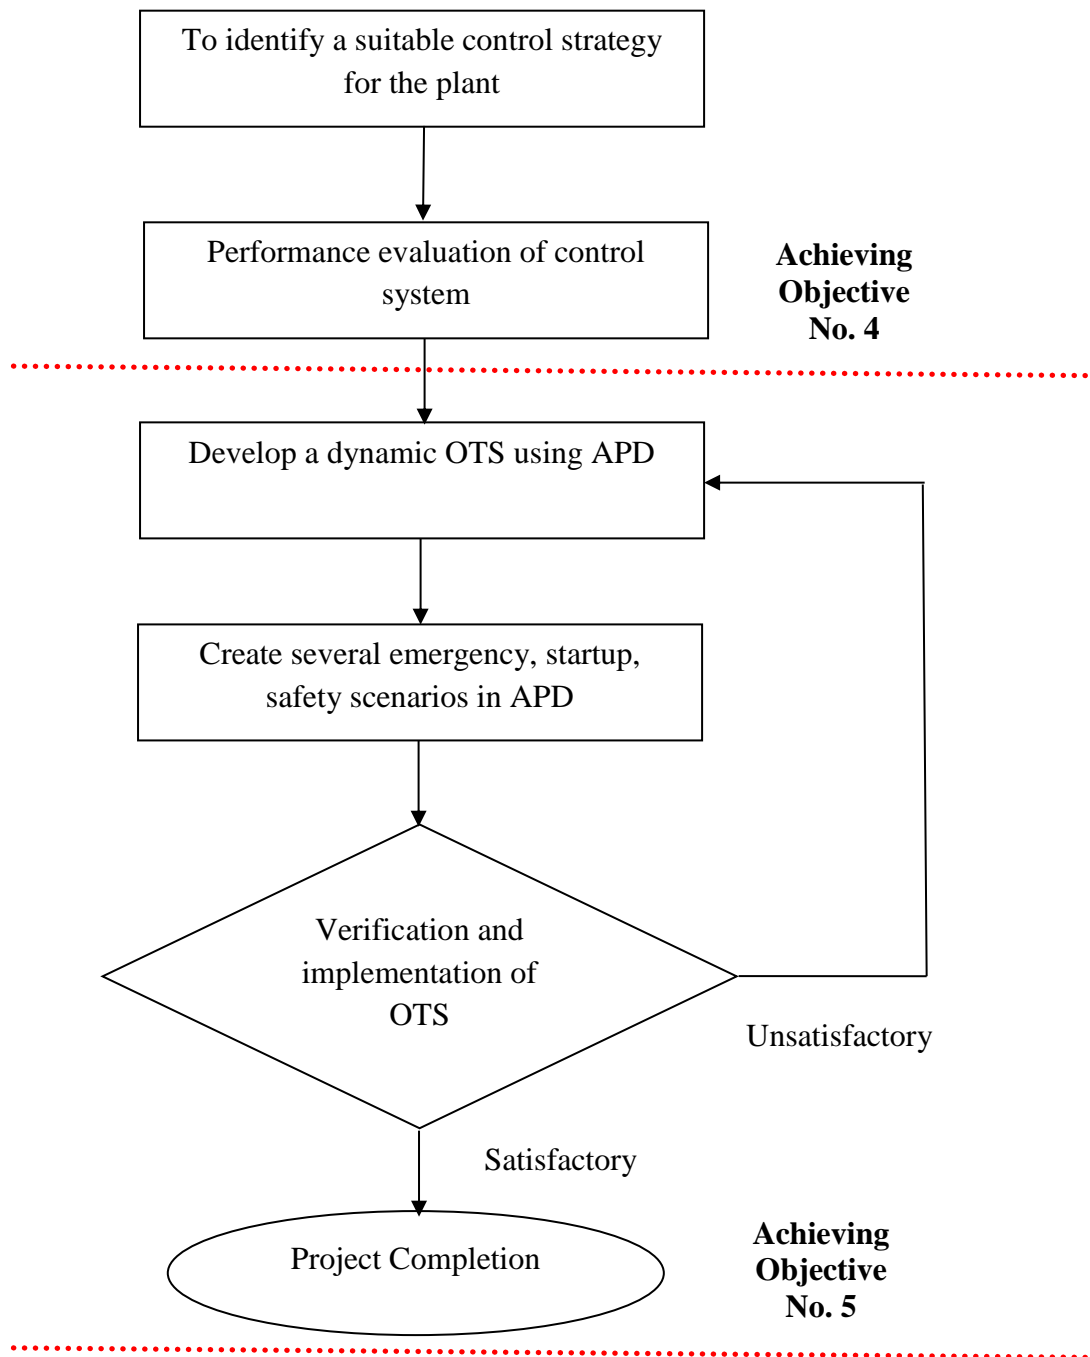 To identify a suitable control strategy
for the plant
Performance evaluation of control
system
Achieving
Objective
No. 4
Develop a dynamic OTS using APD
Create several emergency, startup,
safety scenarios in APD
Verification and
implementation of
OTS
Unsatisfactory
Satisfactory
Project Completion
Achieving
Objective
No. 5